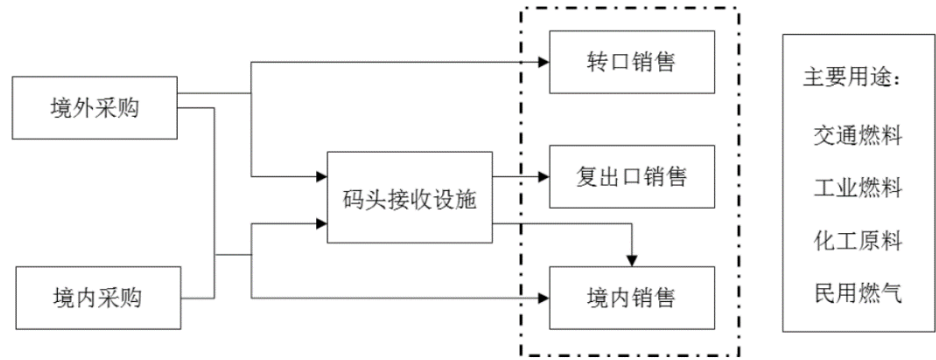 境外采购
境内采购
码头接收设施
转口销售
复出口销售
境内销售
主要用途：
交通燃料
工业燃料
化工原料
民用燃气